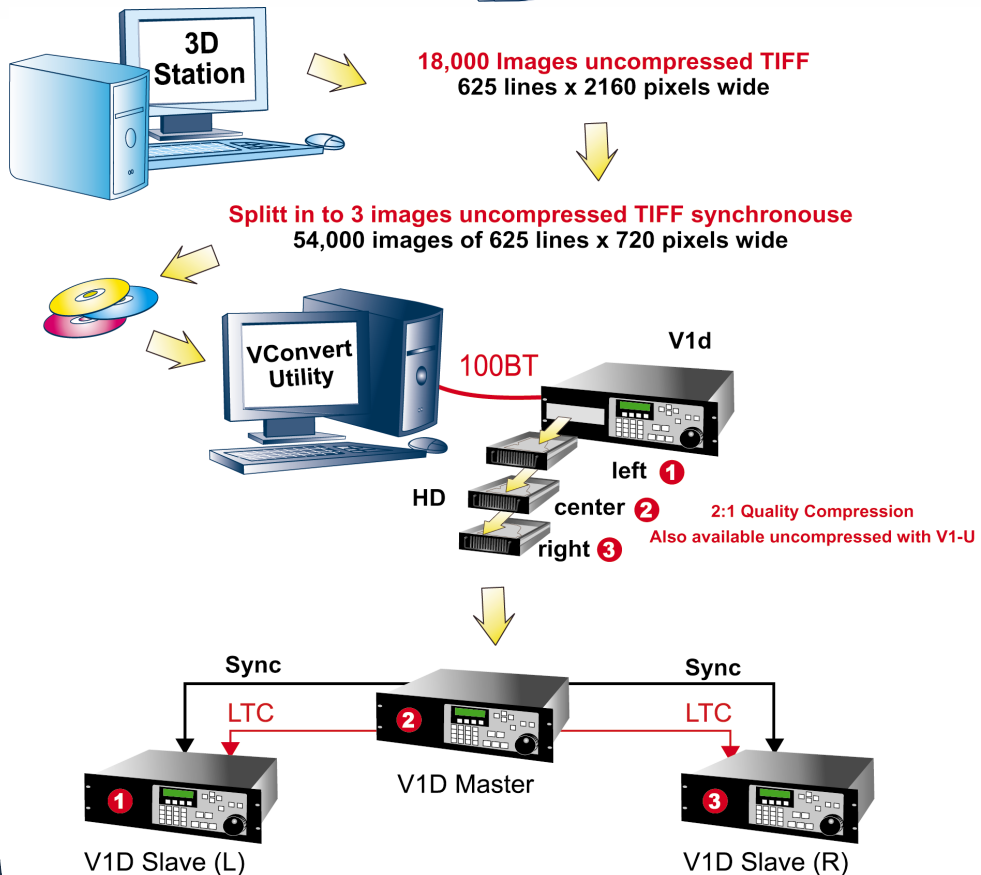 3D
Station
18,000 Images uncompressed TIFF
625 lines x 2160 pixels wide
Splitt in to 3 images uncompressed TIFF synchronouse
54,000 images of 625 lines x 720 pixels wide
VConvert
Utility
100BT
V1d
left 1
HD
center 2
right 3
2:1 Quality Compression
Also available uncompressed with V1-U
Sync
Sync
LTC
LTC
2
V1D Master
1
3
V1D Slave (L)
V1D Slave (R)